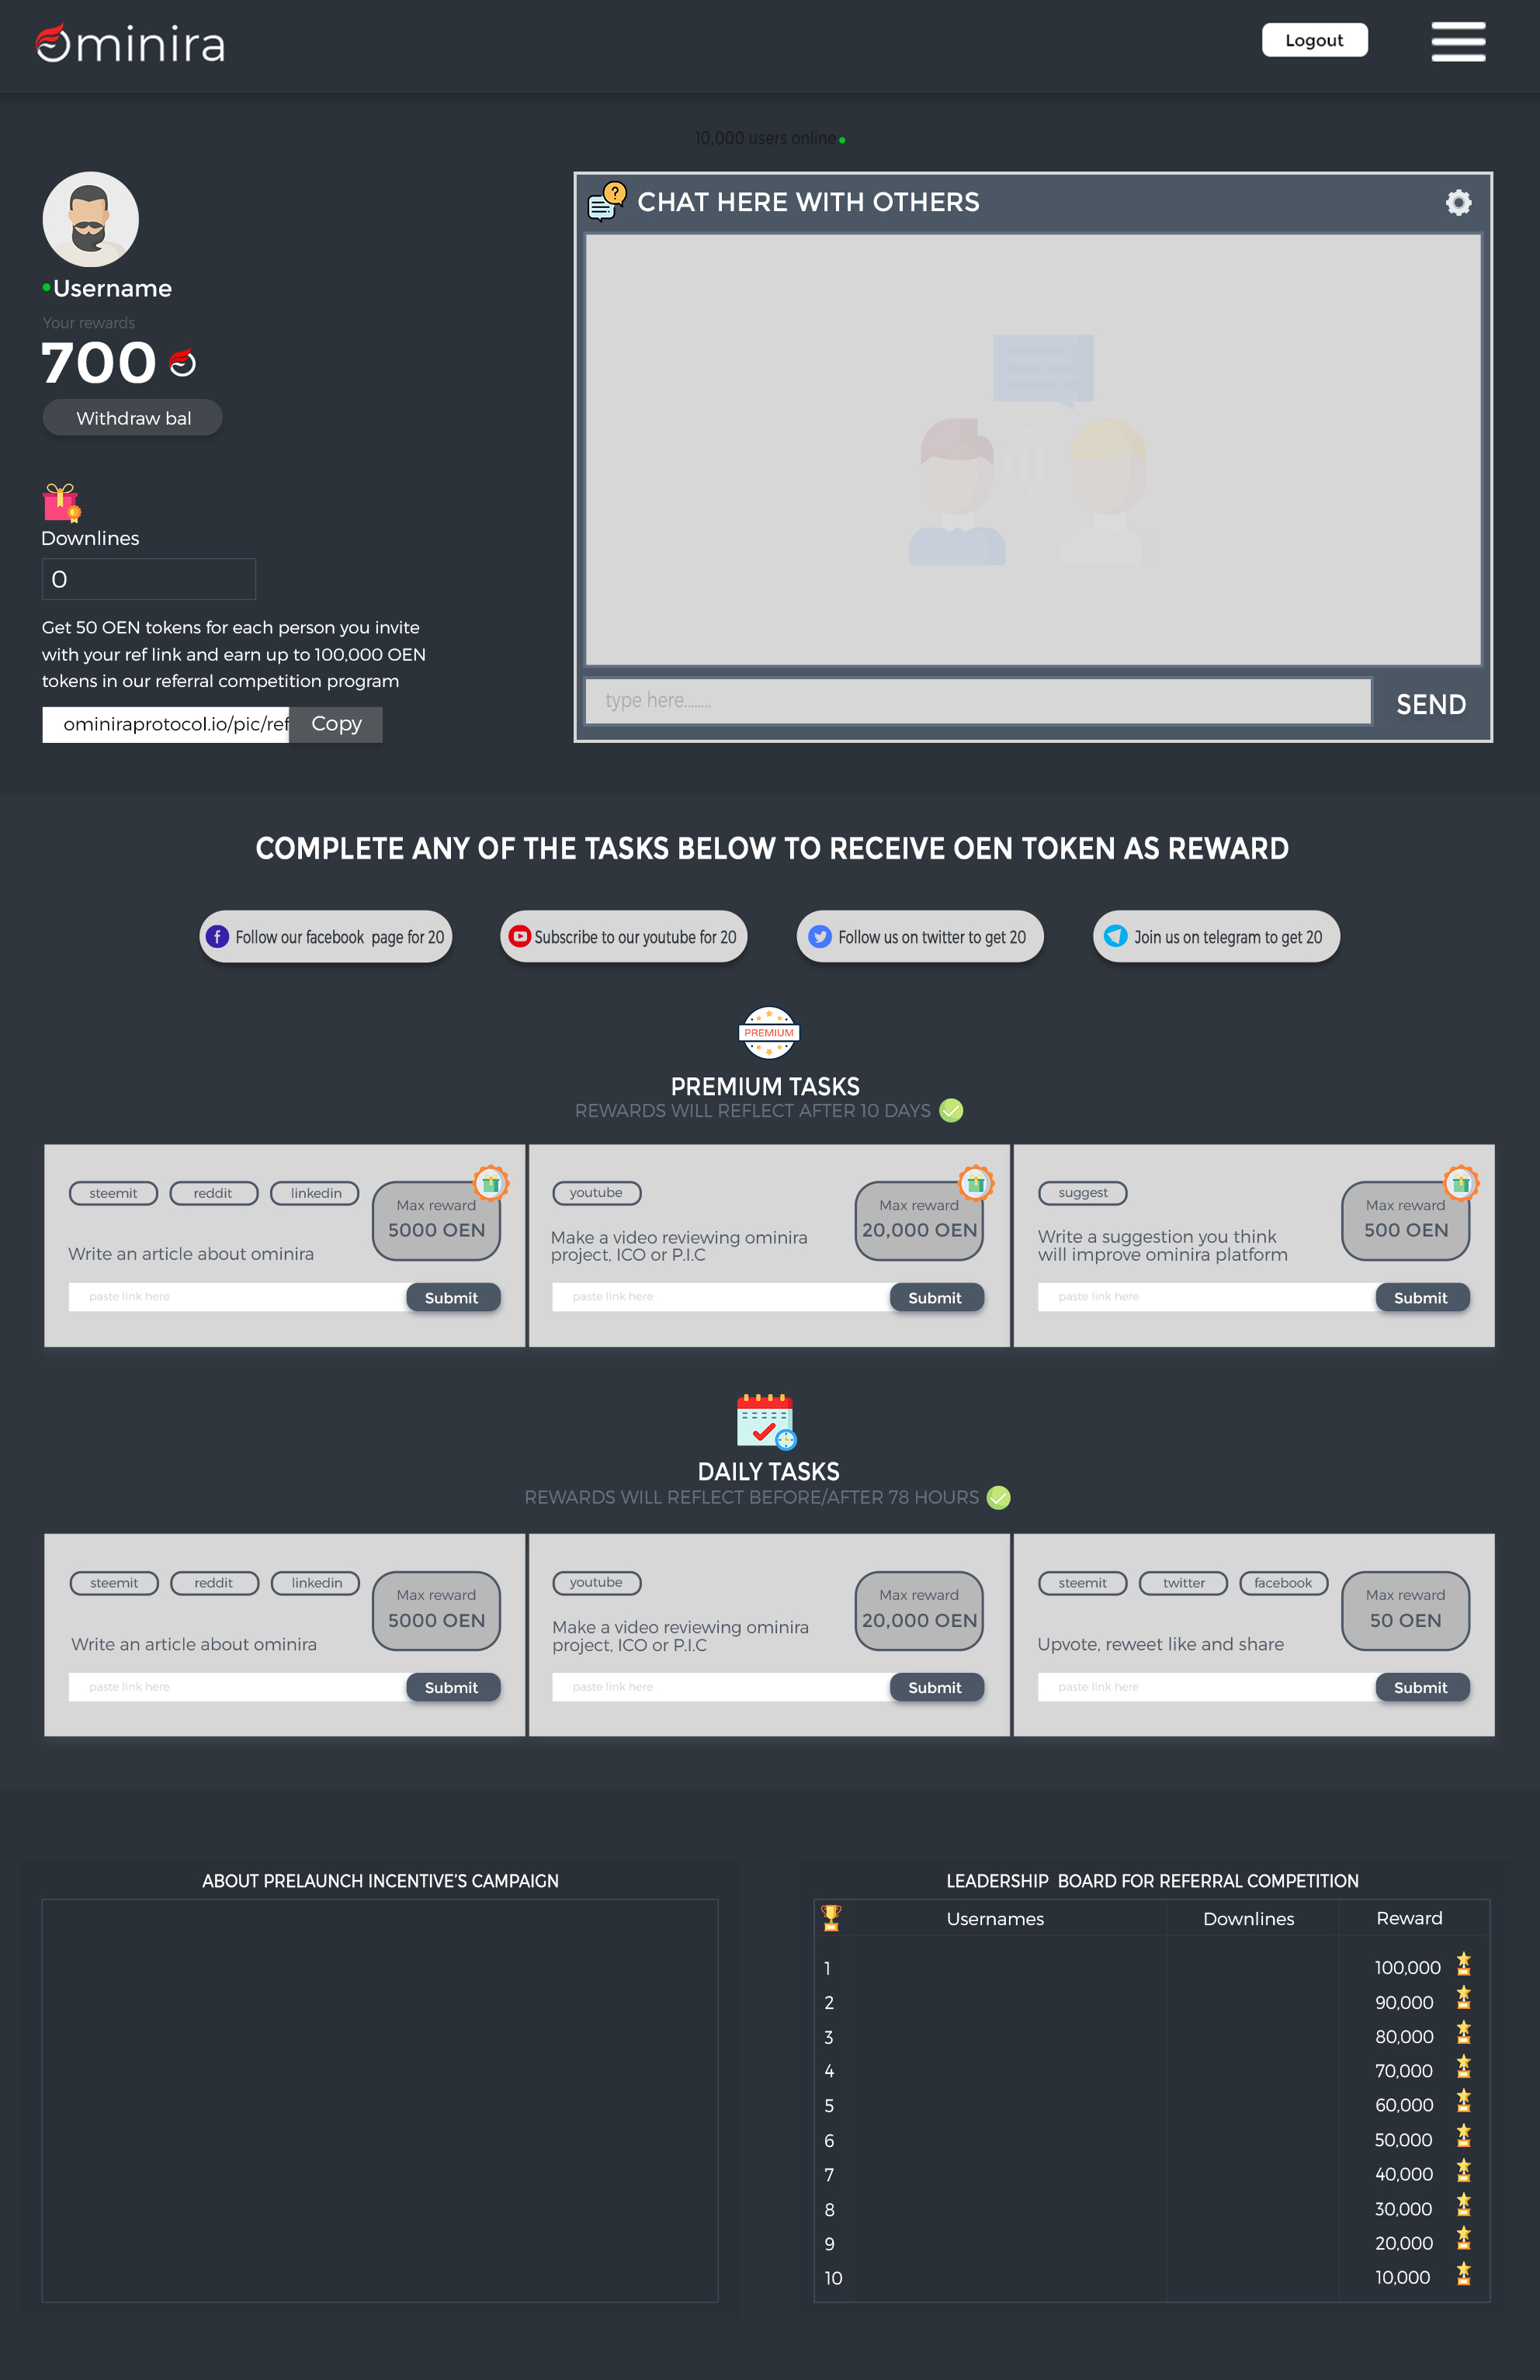 Ominira
Logout
10,000 users online
Username
Your rewards
700
Withdraw bal
Downlines
0
Get 50 OEN tokens for each person you invite
with your ref link and earn up to 100,000 OEN
tokens in our referral competition program
ominiraprotocol.io/pic/ref
Copy
CHAT HERE WITH OTHERS
type here........
SEND
COMPLETE ANY OF THE TASKS BELOW TO RECEIVE OEN TOKEN AS REWARD
Follow our facebook page for 20
Subscribe to our youtube for 20
Follow us on twitter to get 20
Join us on telegram to get 20
PREMIUM
PREMIUM TASKS
REWARDS WILL REFLECT AFTER 10 DAYS
steemit reddit linkedin
Max reward
5000 OEN
Write an article about ominira
paste link here
Submit
youtube
Max reward
20,000 OEN
Make a video reviewing ominira
project, ICO or P.I.C
paste link here
Submit
suggest
Max reward
500 OEN
Write a suggestion you think
will improve ominira platform
paste link here
Submit
DAILY TASKS
REWARDS WILL REFLECT BEFORE/AFTER 78 HOURS
steemit reddit linkedin
Max reward
5000 OEN
Write an article about ominira
paste link here
Submit
youtube
Max reward
20,000 OEN
Make a video reviewing ominira
project, ICO or P.I.C
paste link here
Submit
steemit twitter facebook
Max reward
50 OEN
Upvote, reweet like and share
paste link here
Submit
ABOUT PRELAUNCH INCENTIVE'S CAMPAIGN
LEADERSHIP BOARD FOR REFERRAL COMPETITION
Usernames Downlines Reward
1 100,000
2 90,000
3 80,000
4 70,000
5 60,000
6 50,000
7 40,000
8 30,000
9 20,000
10 10,000